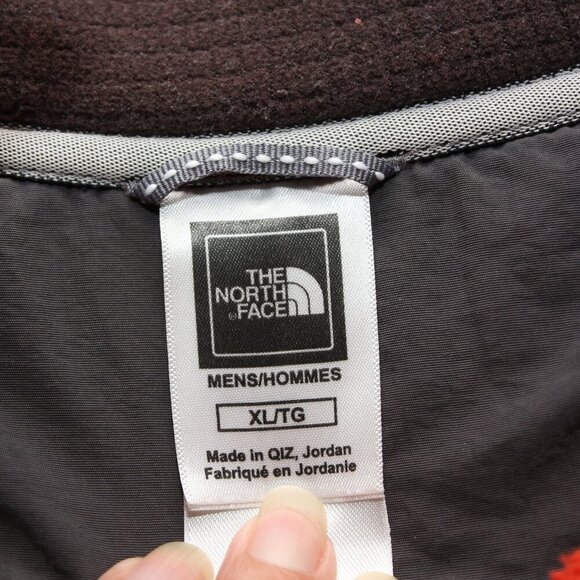 THE
NORTH
FACE
MENS/HOMMES
XL/TG
Made in QIZ, Jordan
Fabriqué en Jordanie